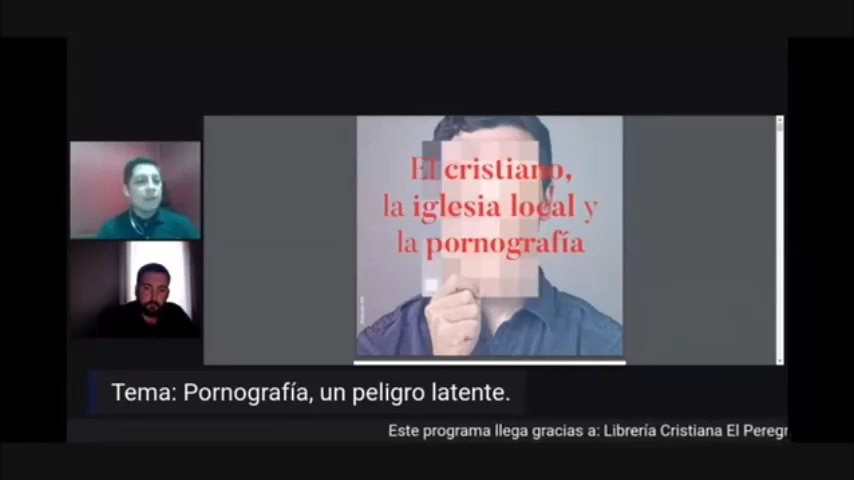 El cristiano,
la iglesia local y
la pornografía
Tema: Pornografía, un peligro latente.
Este programa llega gracias a: Librería Cristiana El Peregr